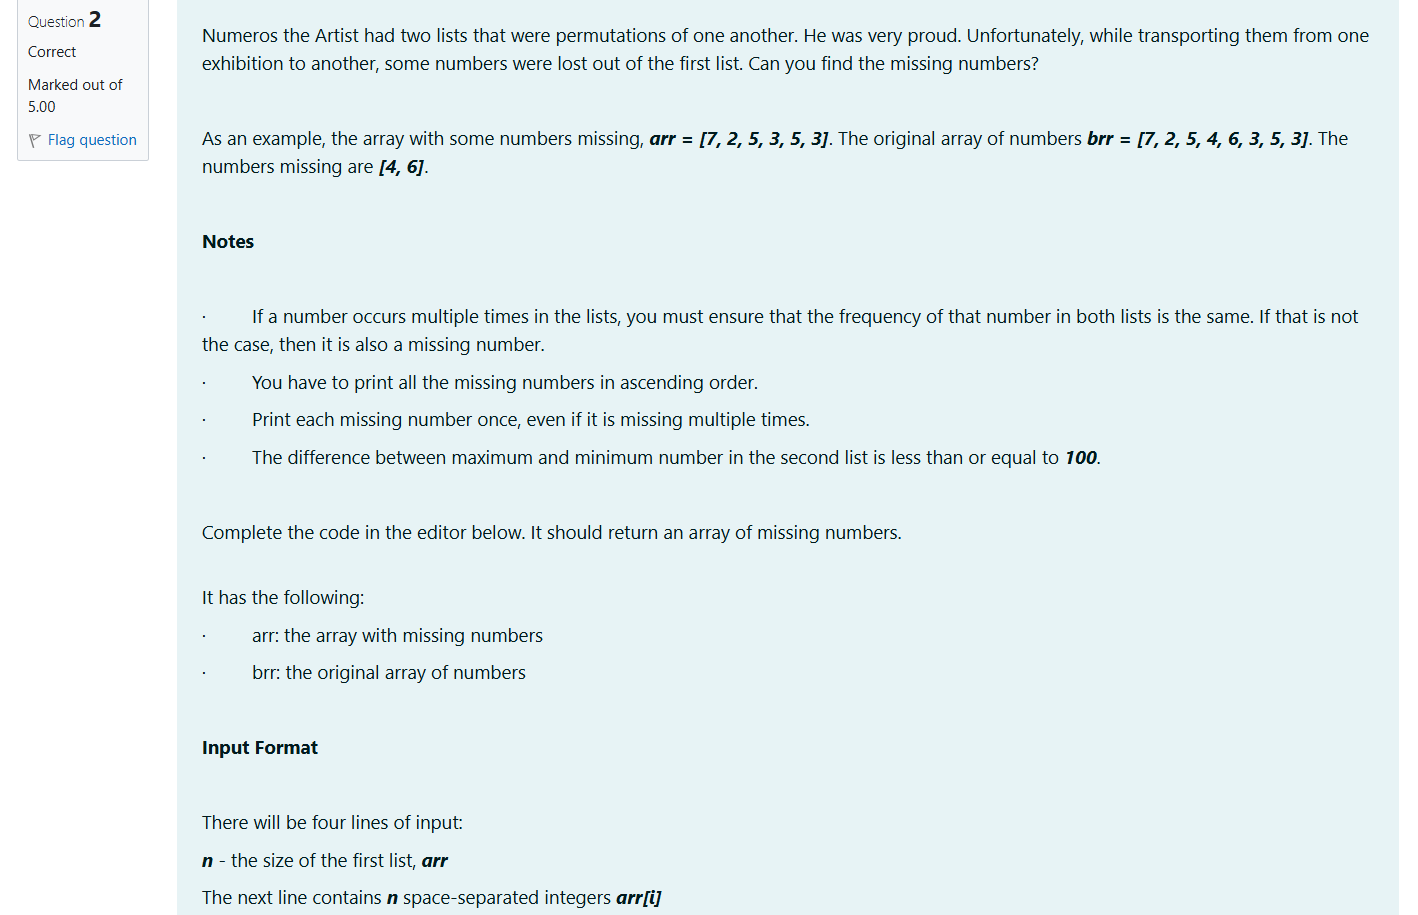 Question 2
Correct
Marked out of
5.00
Flag question
Numeros the Artist had two lists that were permutations of one another. He was very proud. Unfortunately, while transporting them from one
exhibition to another, some numbers were lost out of the first list. Can you find the missing numbers?
As an example, the array with some numbers missing, arr = [7, 2, 5, 3, 5, 3]. The original array of numbers brr = [7, 2, 5, 4, 6, 3, 5, 3]. The
numbers missing are [4, 6].
Notes
· If a number occurs multiple times in the lists, you must ensure that the frequency of that number in both lists is the same. If that is not
the case, then it is also a missing number.
· You have to print all the missing numbers in ascending order.
· Print each missing number once, even if it is missing multiple times.
· The difference between maximum and minimum number in the second list is less than or equal to 100.
Complete the code in the editor below. It should return an array of missing numbers.
It has the following:
· arr: the array with missing numbers
· brr: the original array of numbers
Input Format
There will be four lines of input:
n - the size of the first list, arr
The next line contains n space-separated integers arr[i]